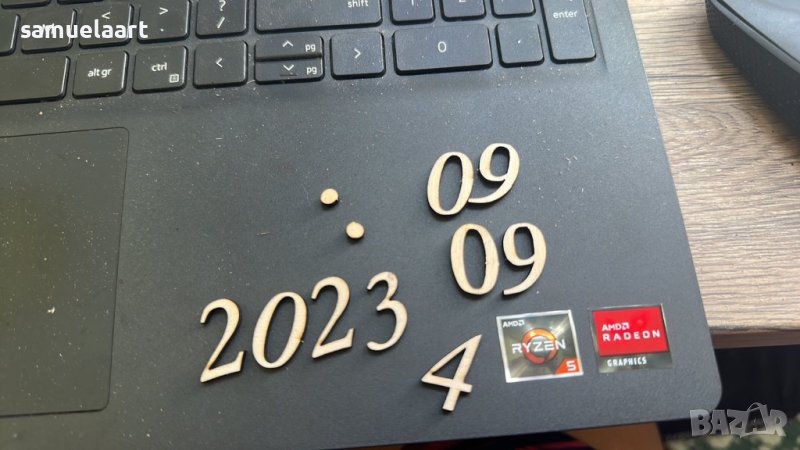 samuelaart
? /
shift
enter
alt gr
ctrl
<
pg
pg
>
0
09
09
2023
4
AMD
RYZEN
5
AMD
RADEON
GRAPHICS
BAZAR